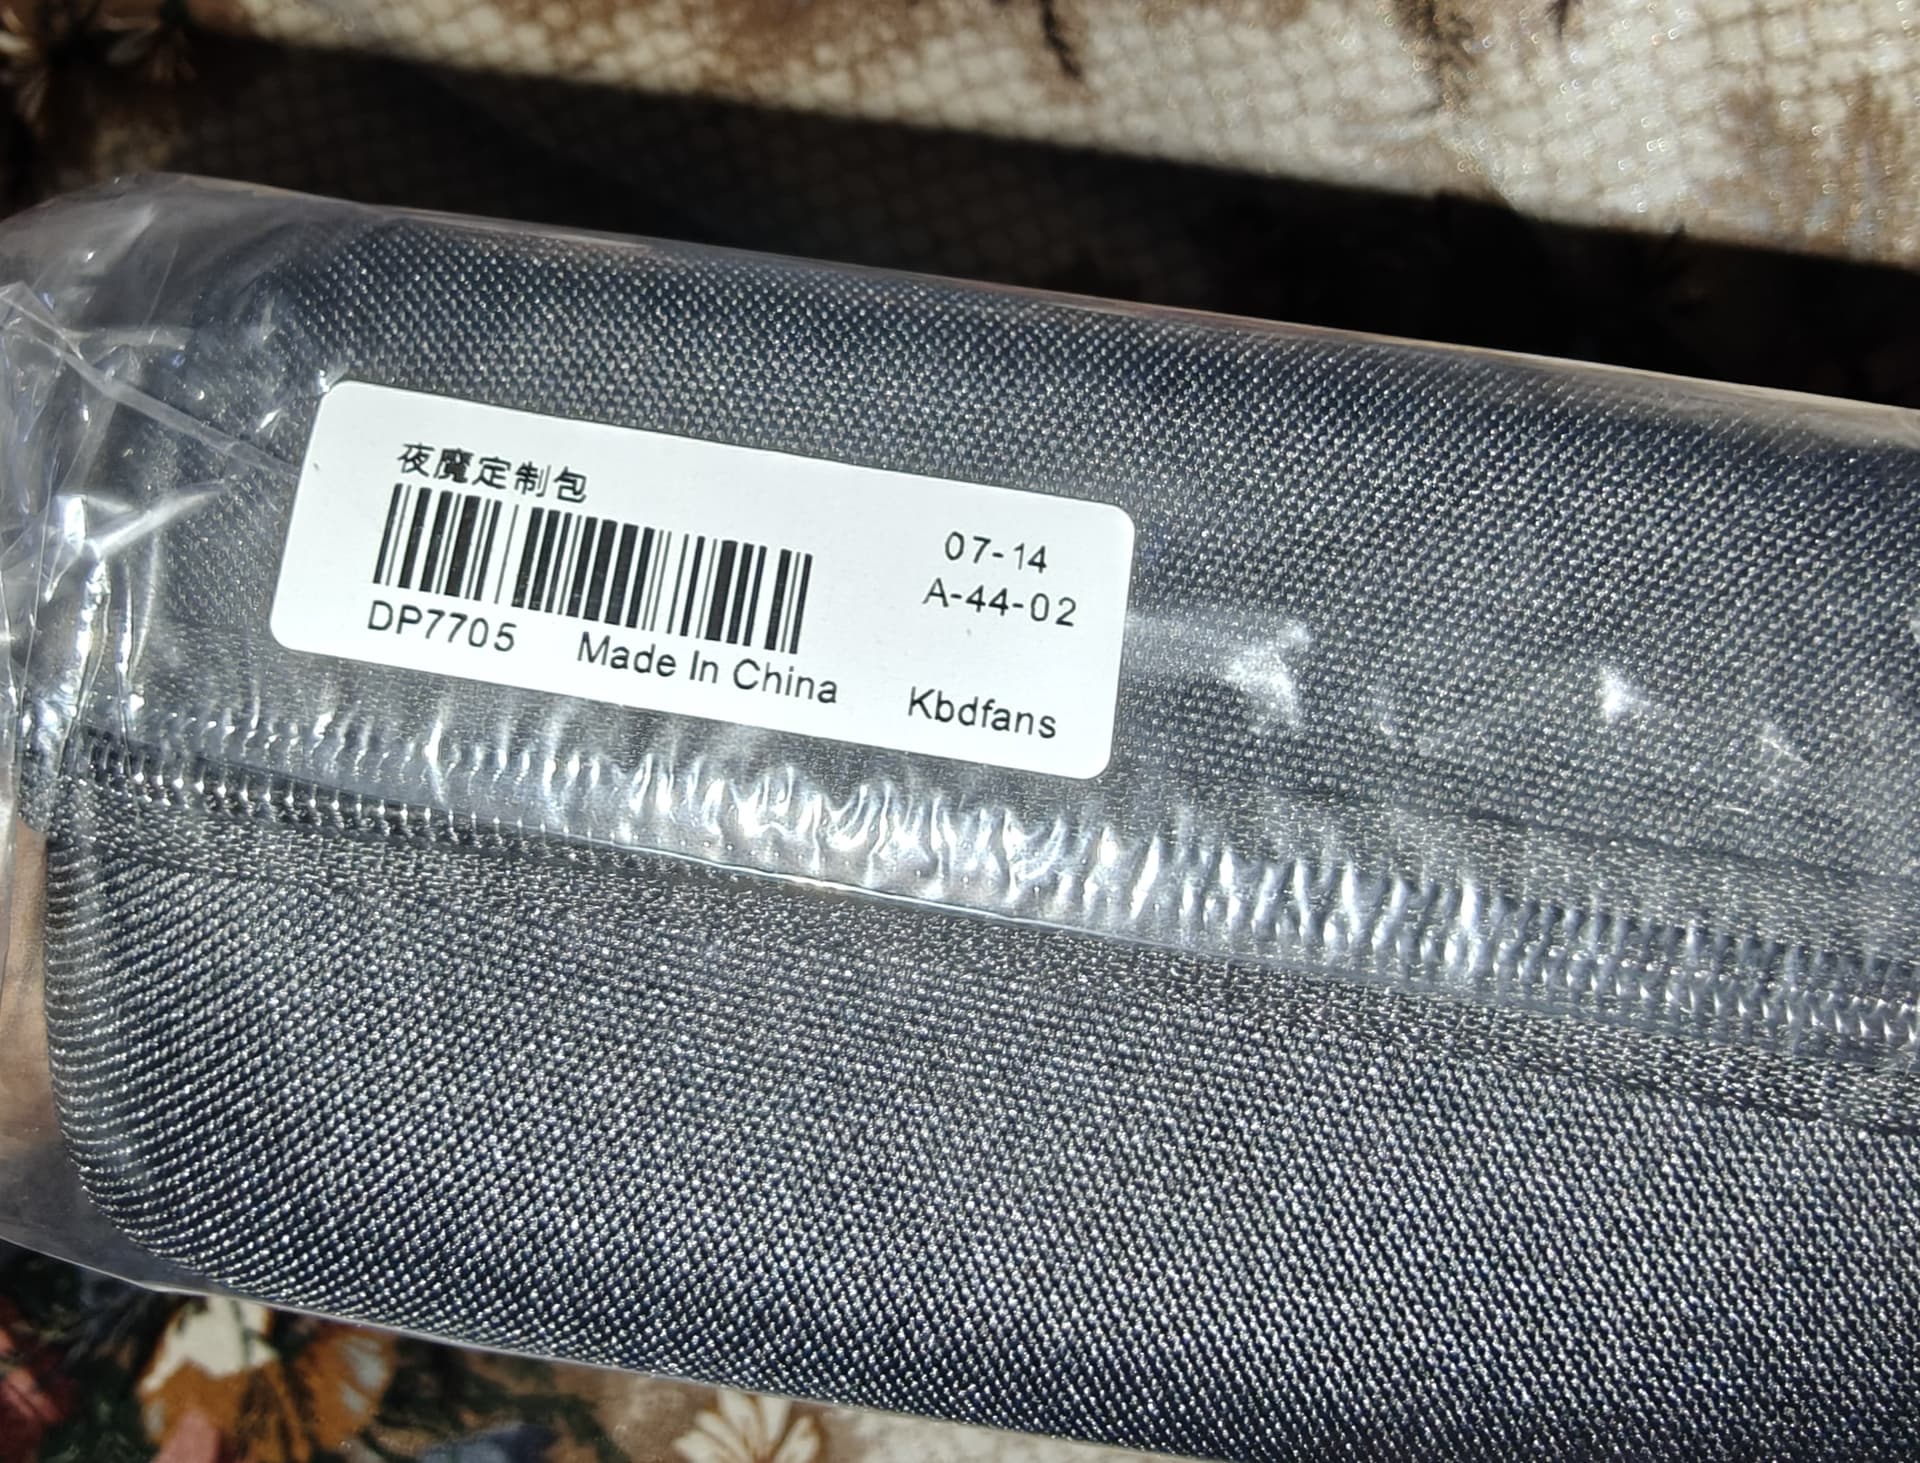 夜魔定制包
07-14
A-44-02
DP7705 Made In China Kbdfans